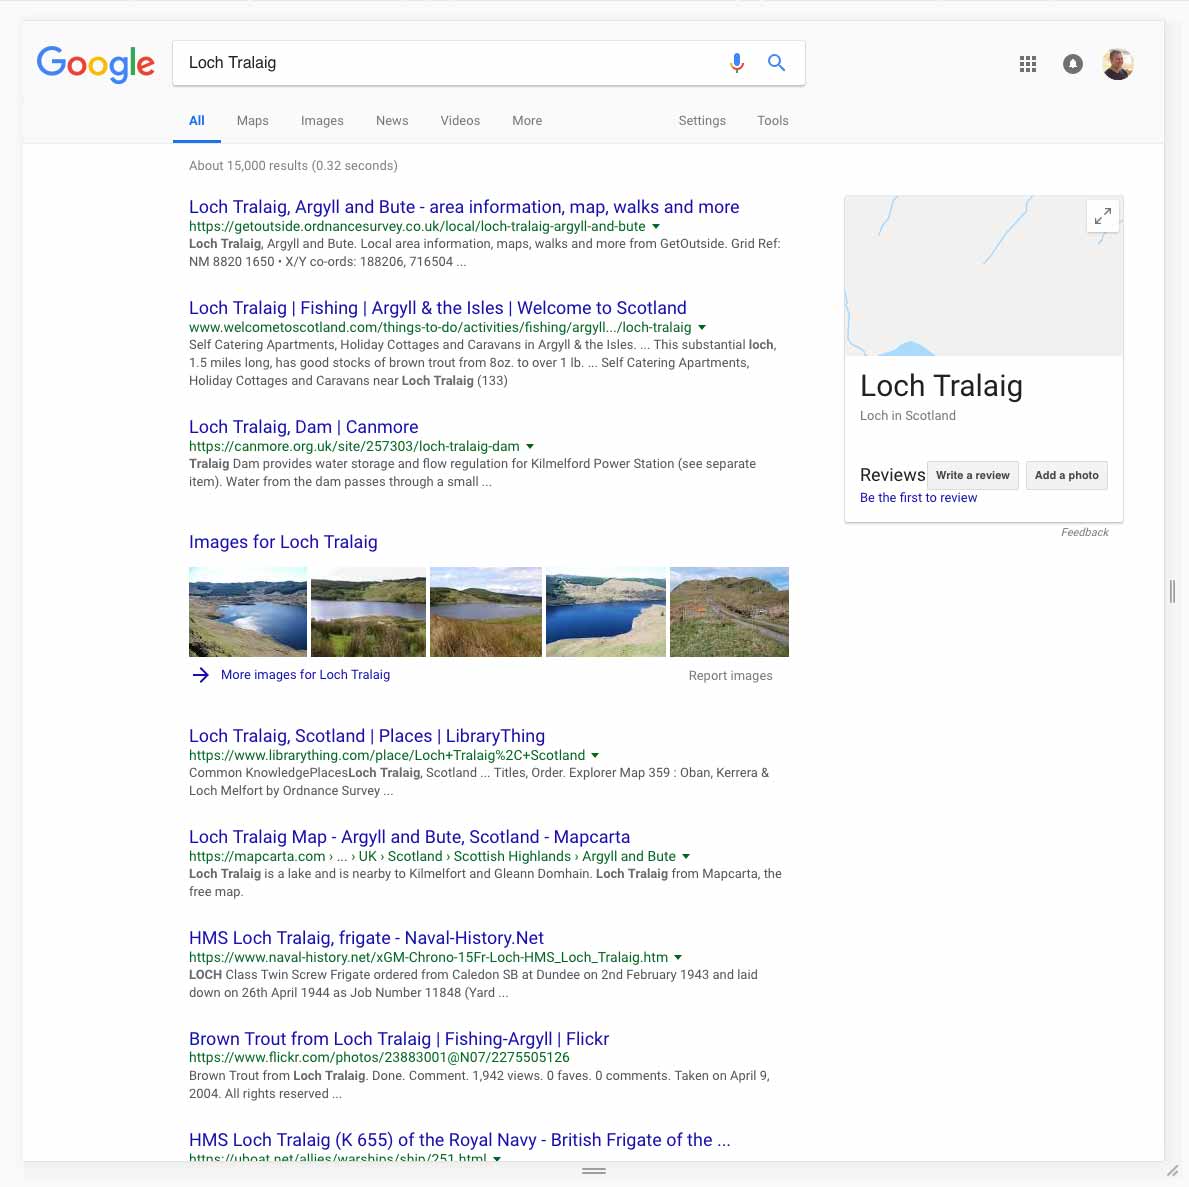 Google
Loch Tralaig
All Maps Images News Videos More Settings Tools
About 15,000 results (0.32 seconds)
Loch Tralaig, Argyll and Bute - area information, map, walks and more
https://getoutside.ordnancesurvey.co.uk/local/loch-tralaig-argyll-and-bute
Loch Tralaig, Argyll and Bute. Local area information, maps, walks and more from GetOutside. Grid Ref:
NM 8820 1650 • X/Y co-ords: 188206, 716504 ...
Loch Tralaig | Fishing | Argyll & the Isles | Welcome to Scotland
www.welcometoscotland.com/things-to-do/activities/fishing/argyll.../loch-tralaig
Self Catering Apartments, Holiday Cottages and Caravans in Argyll & the Isles. ... This substantial loch,
1.5 miles long, has good stocks of brown trout from 8oz. to over 1 lb. ... Self Catering Apartments,
Holiday Cottages and Caravans near Loch Tralaig (133)
Loch Tralaig, Dam | Canmore
https://canmore.org.uk/site/257303/loch-tralaig-dam
Tralaig Dam provides water storage and flow regulation for Kilmelford Power Station (see separate
item). Water from the dam passes through a small ...
Images for Loch Tralaig
More images for Loch Tralaig
Report images
Loch Tralaig, Scotland | Places | LibraryThing
https://www.librarything.com/place/Loch+Tralaig%2C+Scotland
Common KnowledgePlacesLoch Tralaig, Scotland ... Titles, Order. Explorer Map 359 : Oban, Kerrera &
Loch Melfort by Ordnance Survey ...
Loch Tralaig Map - Argyll and Bute, Scotland - Mapcarta
https://mapcarta.com › ... › UK › Scotland › Scottish Highlands › Argyll and Bute
Loch Tralaig is a lake and is nearby to Kilmelfort and Gleann Domhain. Loch Tralaig from Mapcarta, the
free map.
HMS Loch Tralaig, frigate - Naval-History.Net
https://www.naval-history.net/xGM-Chrono-15Fr-Loch-HMS_Loch_Tralaig.htm
LOCH Class Twin Screw Frigate ordered from Caledon SB at Dundee on 2nd February 1943 and laid
down on 26th April 1944 as Job Number 11848 (Yard ...
Brown Trout from Loch Tralaig | Fishing-Argyll | Flickr
https://www.flickr.com/photos/23883001@N07/2275505126
Brown Trout from Loch Tralaig. Done. Comment. 1,942 views. 0 faves. 0 comments. Taken on April 9,
2004. All rights reserved ...
HMS Loch Tralaig (K 655) of the Royal Navy - British Frigate of the ...
https://uboat.net/allies/warships/ship/251.html
Loch Tralaig
Loch in Scotland
Reviews
Write a review
Add a photo
Be the first to review
Feedback